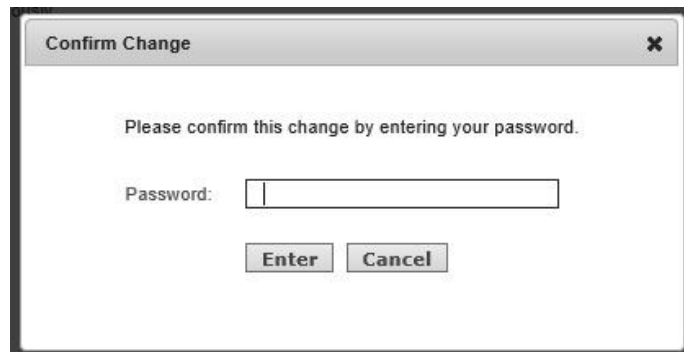 Confirm Change
Please confirm this change by entering your password.
Password:
Enter Cancel